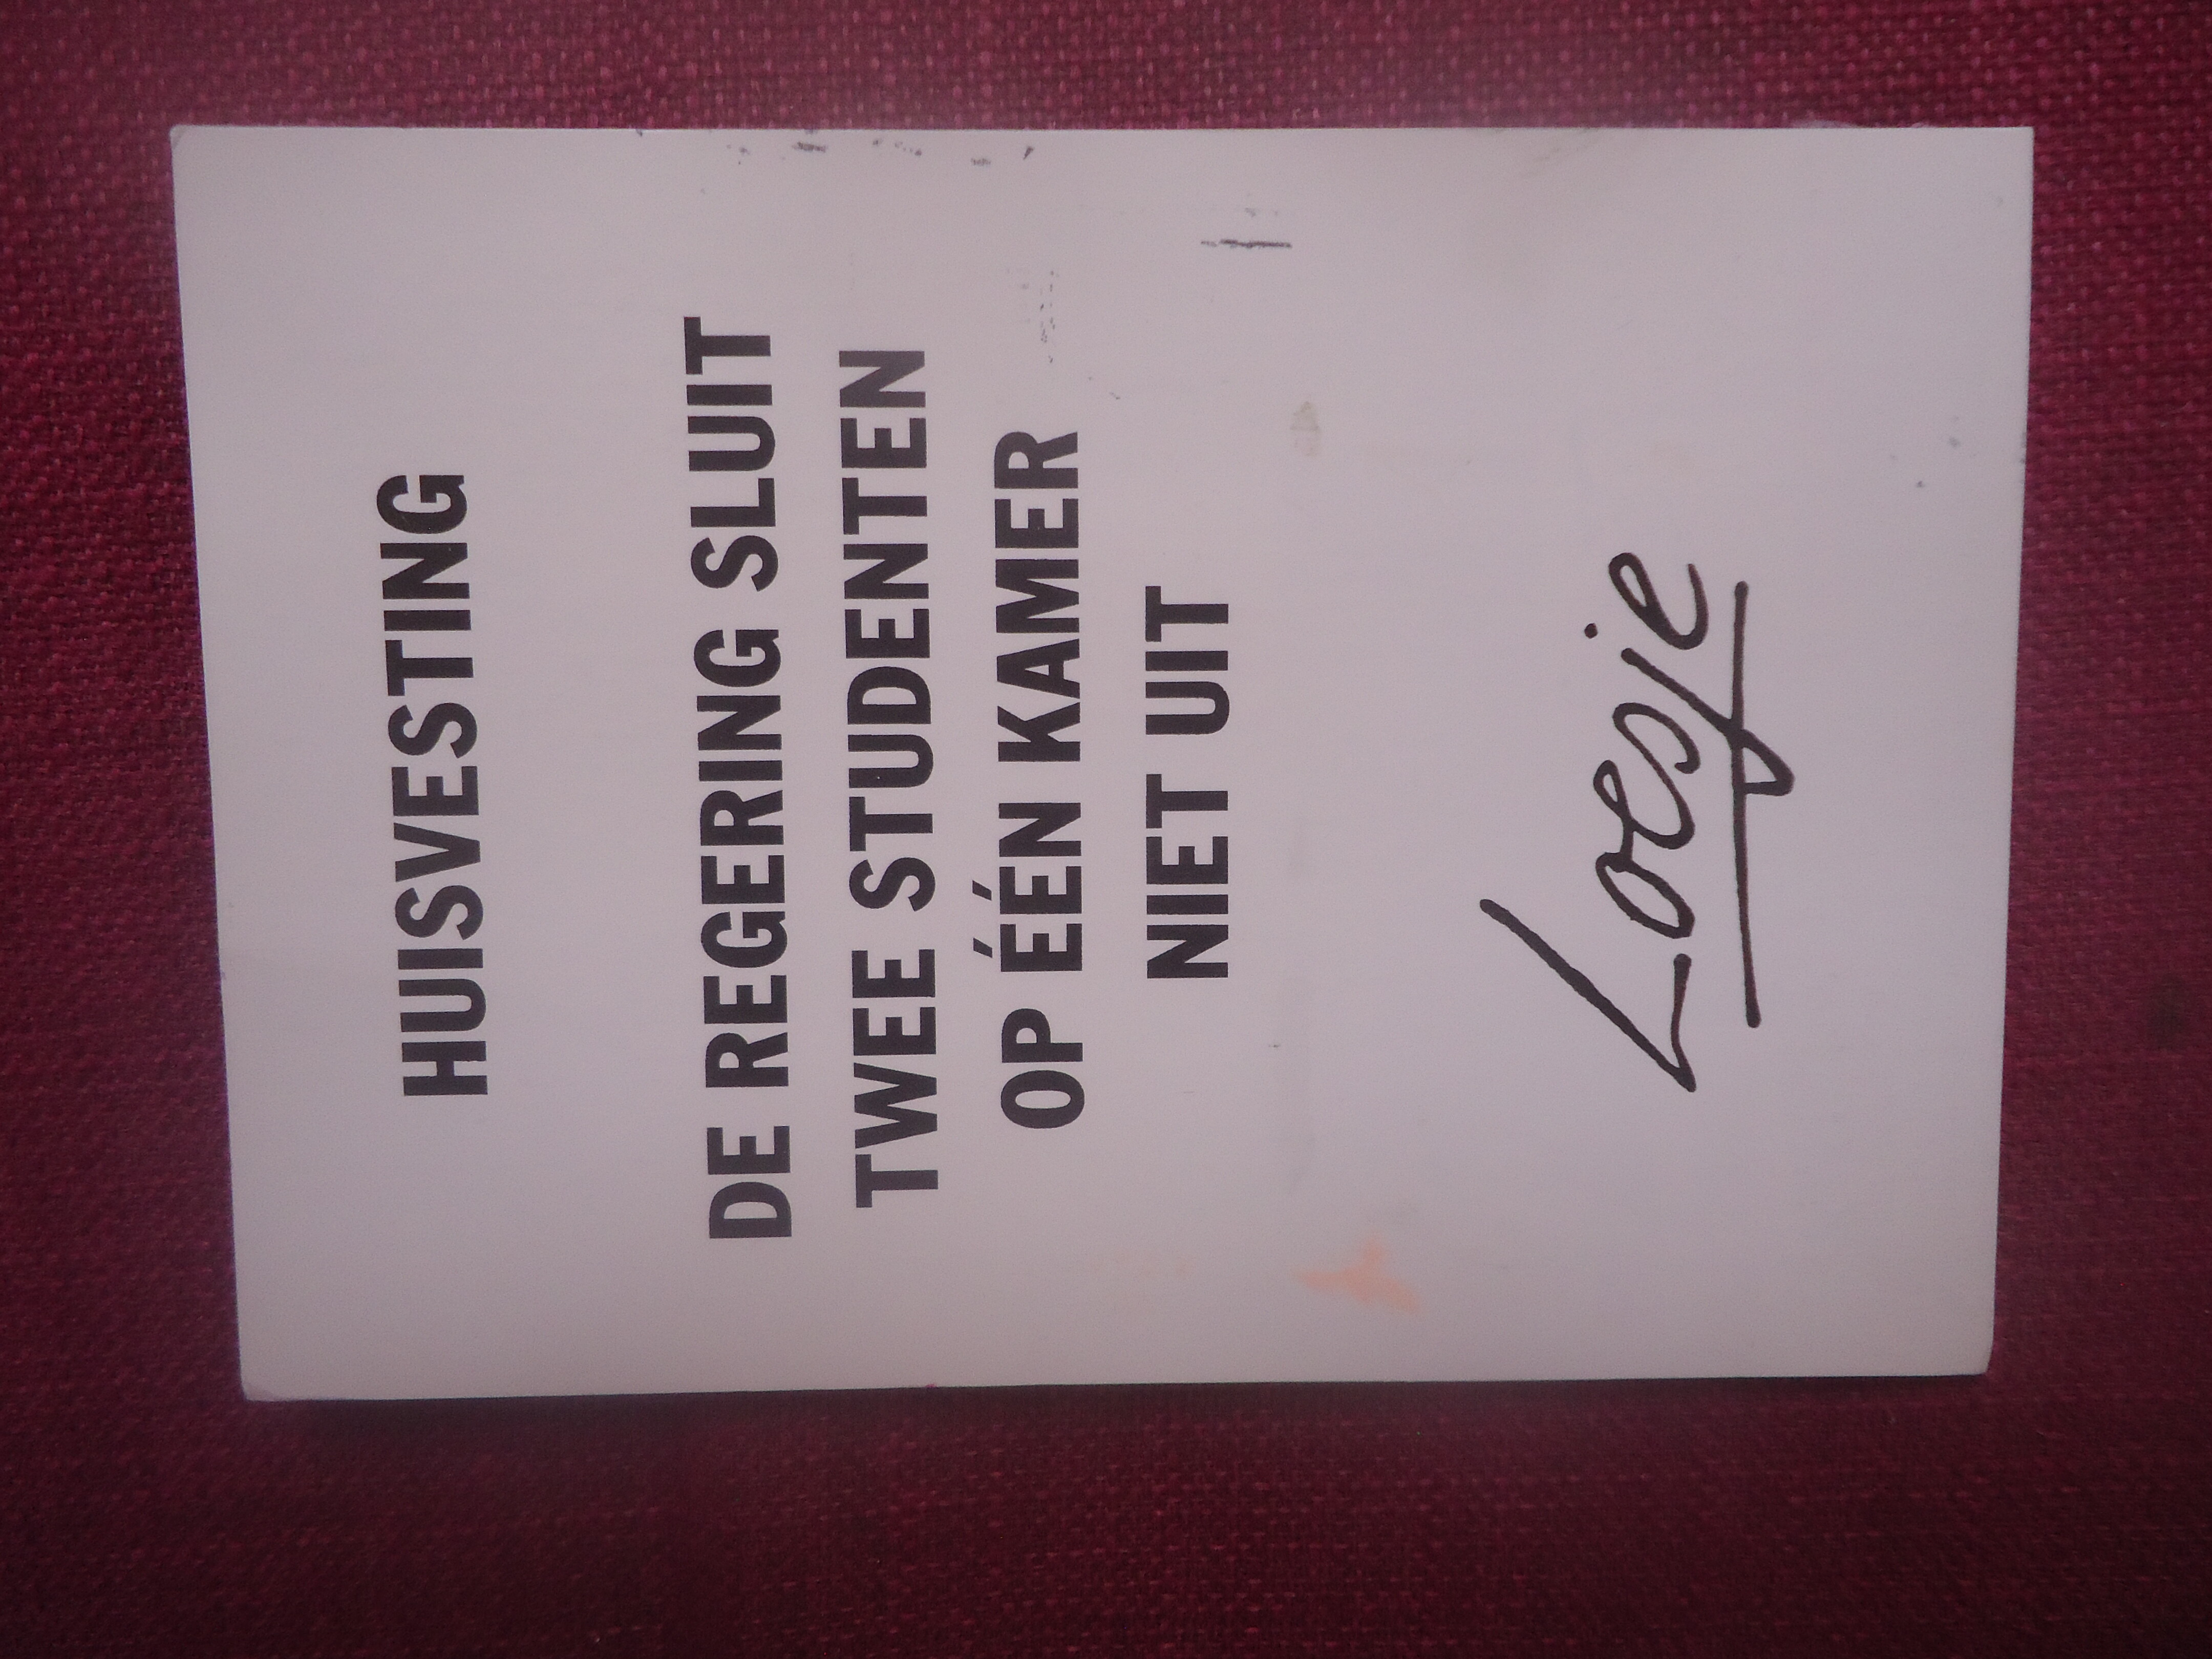 HUISVESTING
DE REGERING SLUIT
TWEE STUDENTEN
OP ÉÉN KAMER
NIET UIT
Loesje